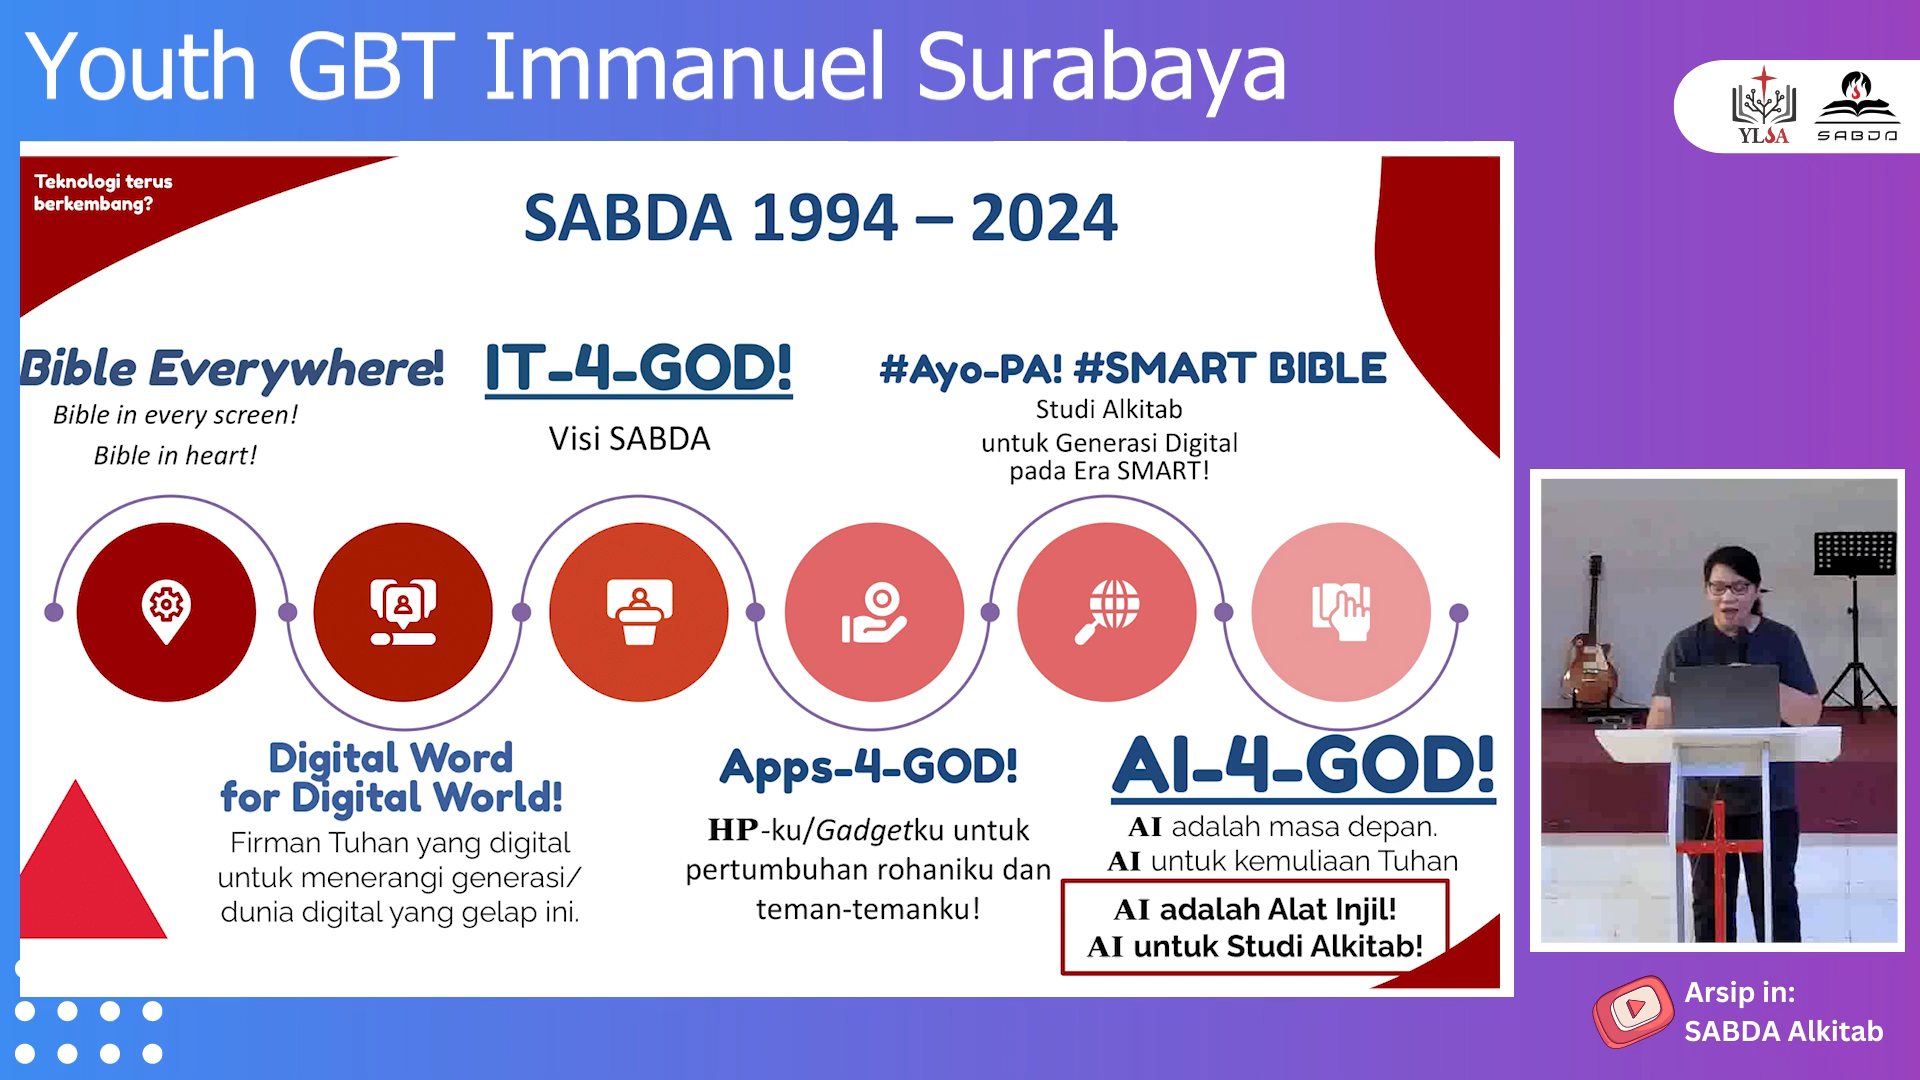 Youth GBT Immanuel Surabaya
YLSA
SABDA
Teknologi terus
berkembang?
SABDA 1994 – 2024
Bible Everywhere!
Bible in every screen!
Bible in heart!
IT-4-GOD!
Visi SABDA
#Ayo-PA! #SMART BIBLE
Studi Alkitab
untuk Generasi Digital
pada Era SMART!
Digital Word
for Digital World!
Firman Tuhan yang digital
untuk menerangi generasi/
dunia digital yang gelap ini.
Apps-4-GOD!
HP-ku/Gadgetku untuk
pertumbuhan rohaniku dan
teman-temanku!
AI-4-GOD!
AI adalah masa depan.
AI untuk kemuliaan Tuhan
AI adalah Alat Injil!
AI untuk Studi Alkitab!
Arsip in:
SABDA Alkitab